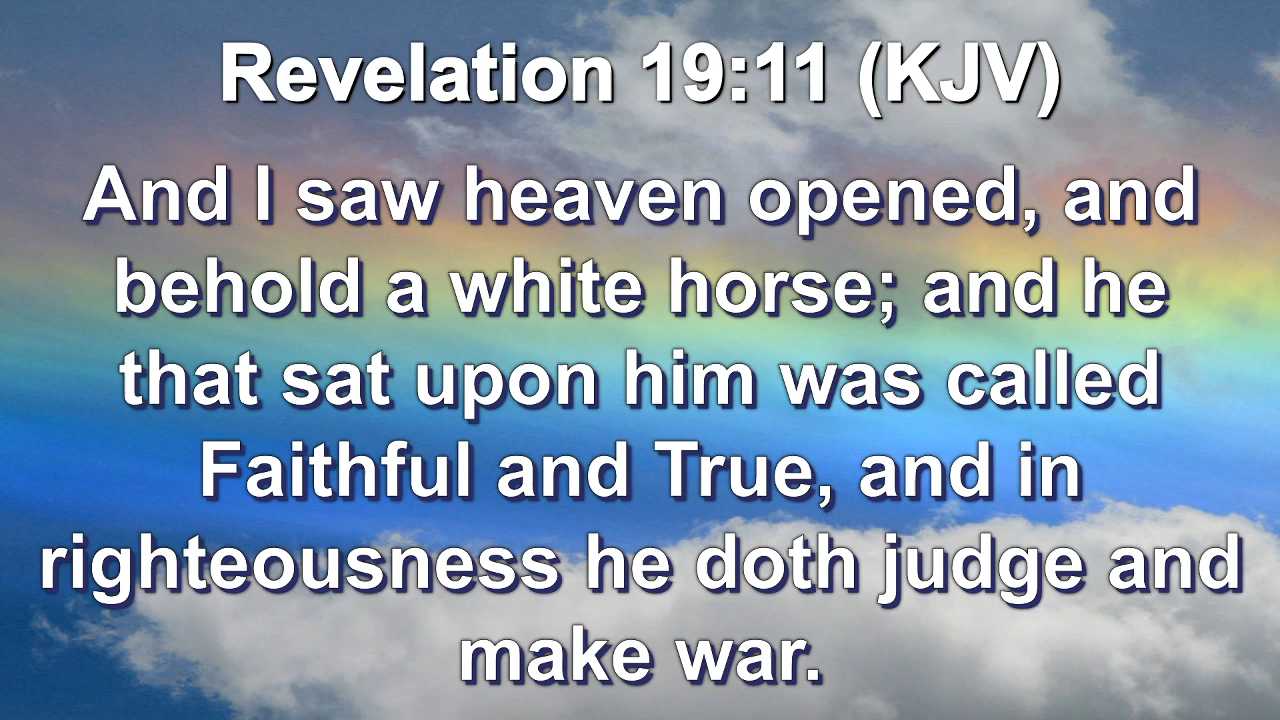 Revelation 19:11 (KJV)
And I saw heaven opened, and
behold a white horse; and he
that sat upon him was called
Faithful and True, and in
righteousness he doth judge and
make war.